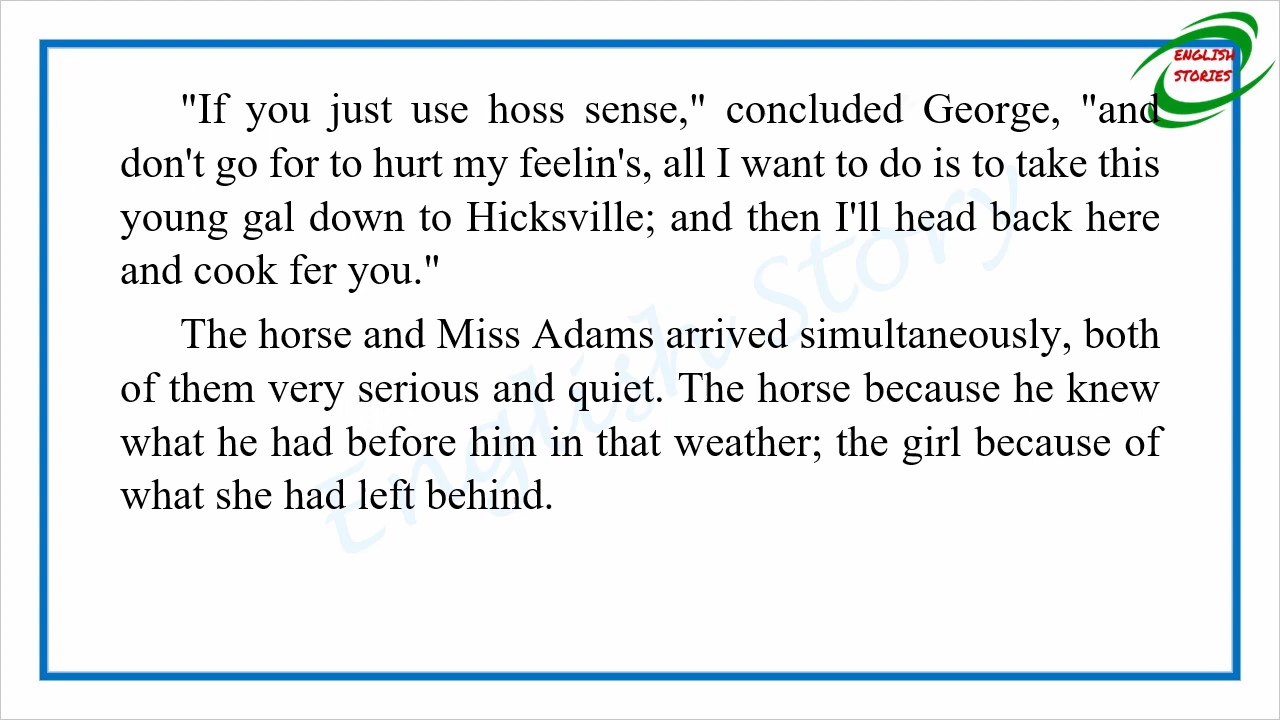 ENGLISH
STORIES
"If you just use hoss sense," concluded George, "and
don't go for to hurt my feelin's, all I want to do is to take this
young gal down to Hicksville; and then I'll head back here
and cook fer you."
The horse and Miss Adams arrived simultaneously, both
of them very serious and quiet. The horse because he knew
what he had before him in that weather; the girl because of
what she had left behind.
English Story